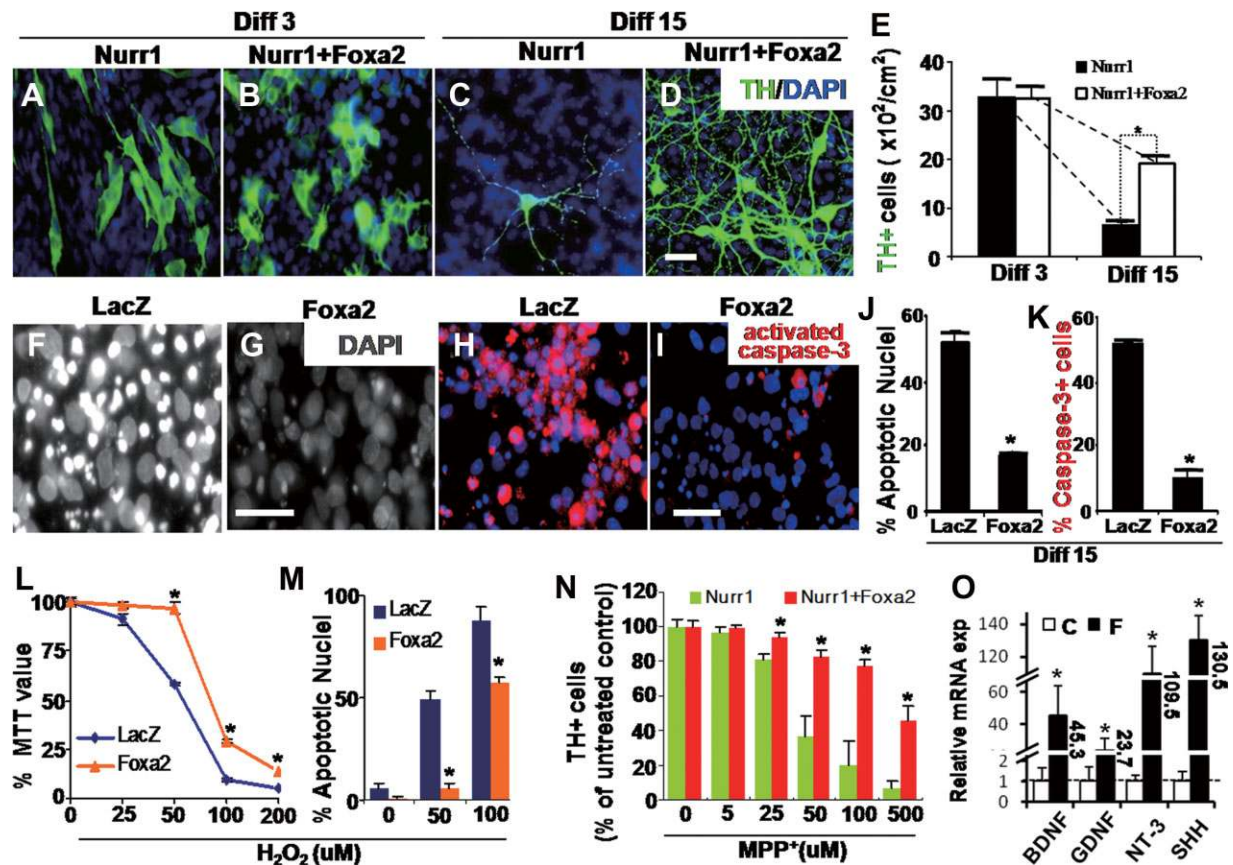 Diff 3
Diff 15
Nurr1
Nurr1+Foxa2
Nurr1
Nurr1+Foxa2
A
B
C
D
TH/DAPI
E
TH+ cells ( x10²/cm²)
40
30
20
10
0
Nurr1
Nurr1+Foxa2
*
Diff 3
Diff 15
LacZ
Foxa2
LacZ
Foxa2
F
G
DAPI
H
I
activated
caspase-3
J
% Apoptotic Nuclei
60
40
20
0
*
LacZ
Foxa2
K
% Caspase-3+ cells
60
40
20
0
*
LacZ
Foxa2
Diff 15
L
% MTT value
100
75
50
25
0
*
*
*
LacZ
Foxa2
0
25
50
100
200
M
% Apoptotic Nuclei
100
50
0
LacZ
Foxa2
*
*
0
50
100
H₂O₂ (uM)
N
TH+ cells
(% of untreated control)
120
100
80
60
40
20
0
Nurr1
Nurr1+Foxa2
*
*
*
*
0
5
25
50
100
500
MPP⁺(uM)
O
Relative mRNA exp
140
120
100
80
60
40
2
1
0
C
F
*
*
*
*
45.3
23.7
109.5
130.5
BDNF
GDNF
NT-3
SHH